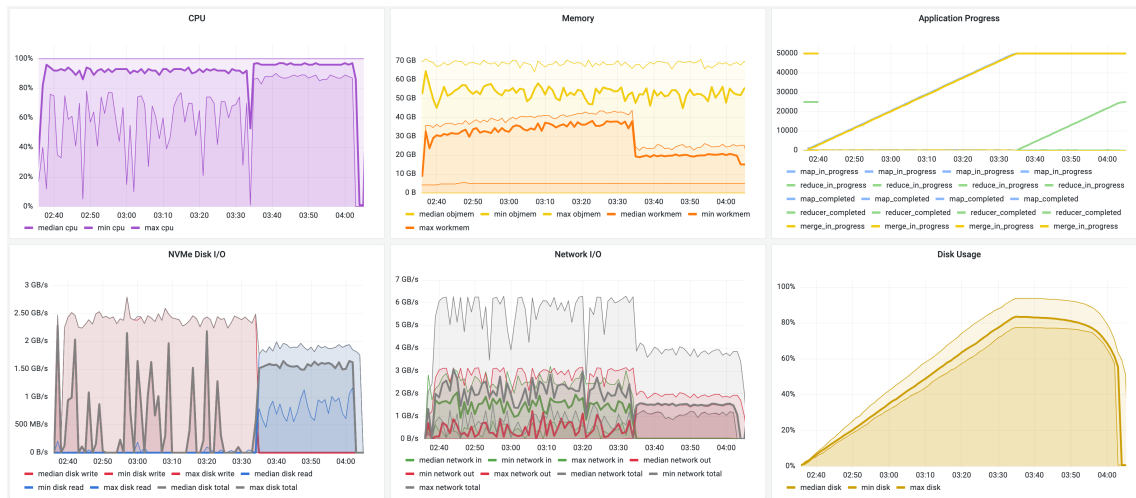 CPU
100%
80%
60%
40%
20%
0%
02:40 02:50 03:00 03:10 03:20 03:30 03:40 03:50 04:00
median cpu min cpu max cpu
Memory
70 GB
60 GB
50 GB
40 GB
30 GB
20 GB
10 GB
0 B
02:40 02:50 03:00 03:10 03:20 03:30 03:40 03:50 04:00
median objmem min objmem max objmem median workmem min workmem
max workmem
Application Progress
50000
40000
30000
20000
10000
0
02:40 02:50 03:00 03:10 03:20 03:30 03:40 03:50 04:00
map_in_progress map_in_progress map_in_progress map_in_progress
reduce_in_progress reduce_in_progress reduce_in_progress reduce_in_progress
map_completed map_completed map_completed map_completed
reducer_completed reducer_completed reducer_completed reducer_completed
merge_in_progress merge_in_progress merge_in_progress merge_in_progress
NVMe Disk I/O
3 GB/s
2.50 GB/s
2 GB/s
1.50 GB/s
1 GB/s
500 MB/s
0 B/s
02:40 02:50 03:00 03:10 03:20 03:30 03:40 03:50 04:00
median disk write min disk write max disk write median disk read
min disk read max disk read median disk total max disk total
Network I/O
7 GB/s
6 GB/s
5 GB/s
4 GB/s
3 GB/s
2 GB/s
1 GB/s
0 B/s
02:40 02:50 03:00 03:10 03:20 03:30 03:40 03:50 04:00
median network in min network in max network in median network out
min network out max network out median network total min network total
max network total
Disk Usage
100%
80%
60%
40%
20%
0%
02:40 02:50 03:00 03:10 03:20 03:30 03:40 03:50 04:00
median disk min disk max disk